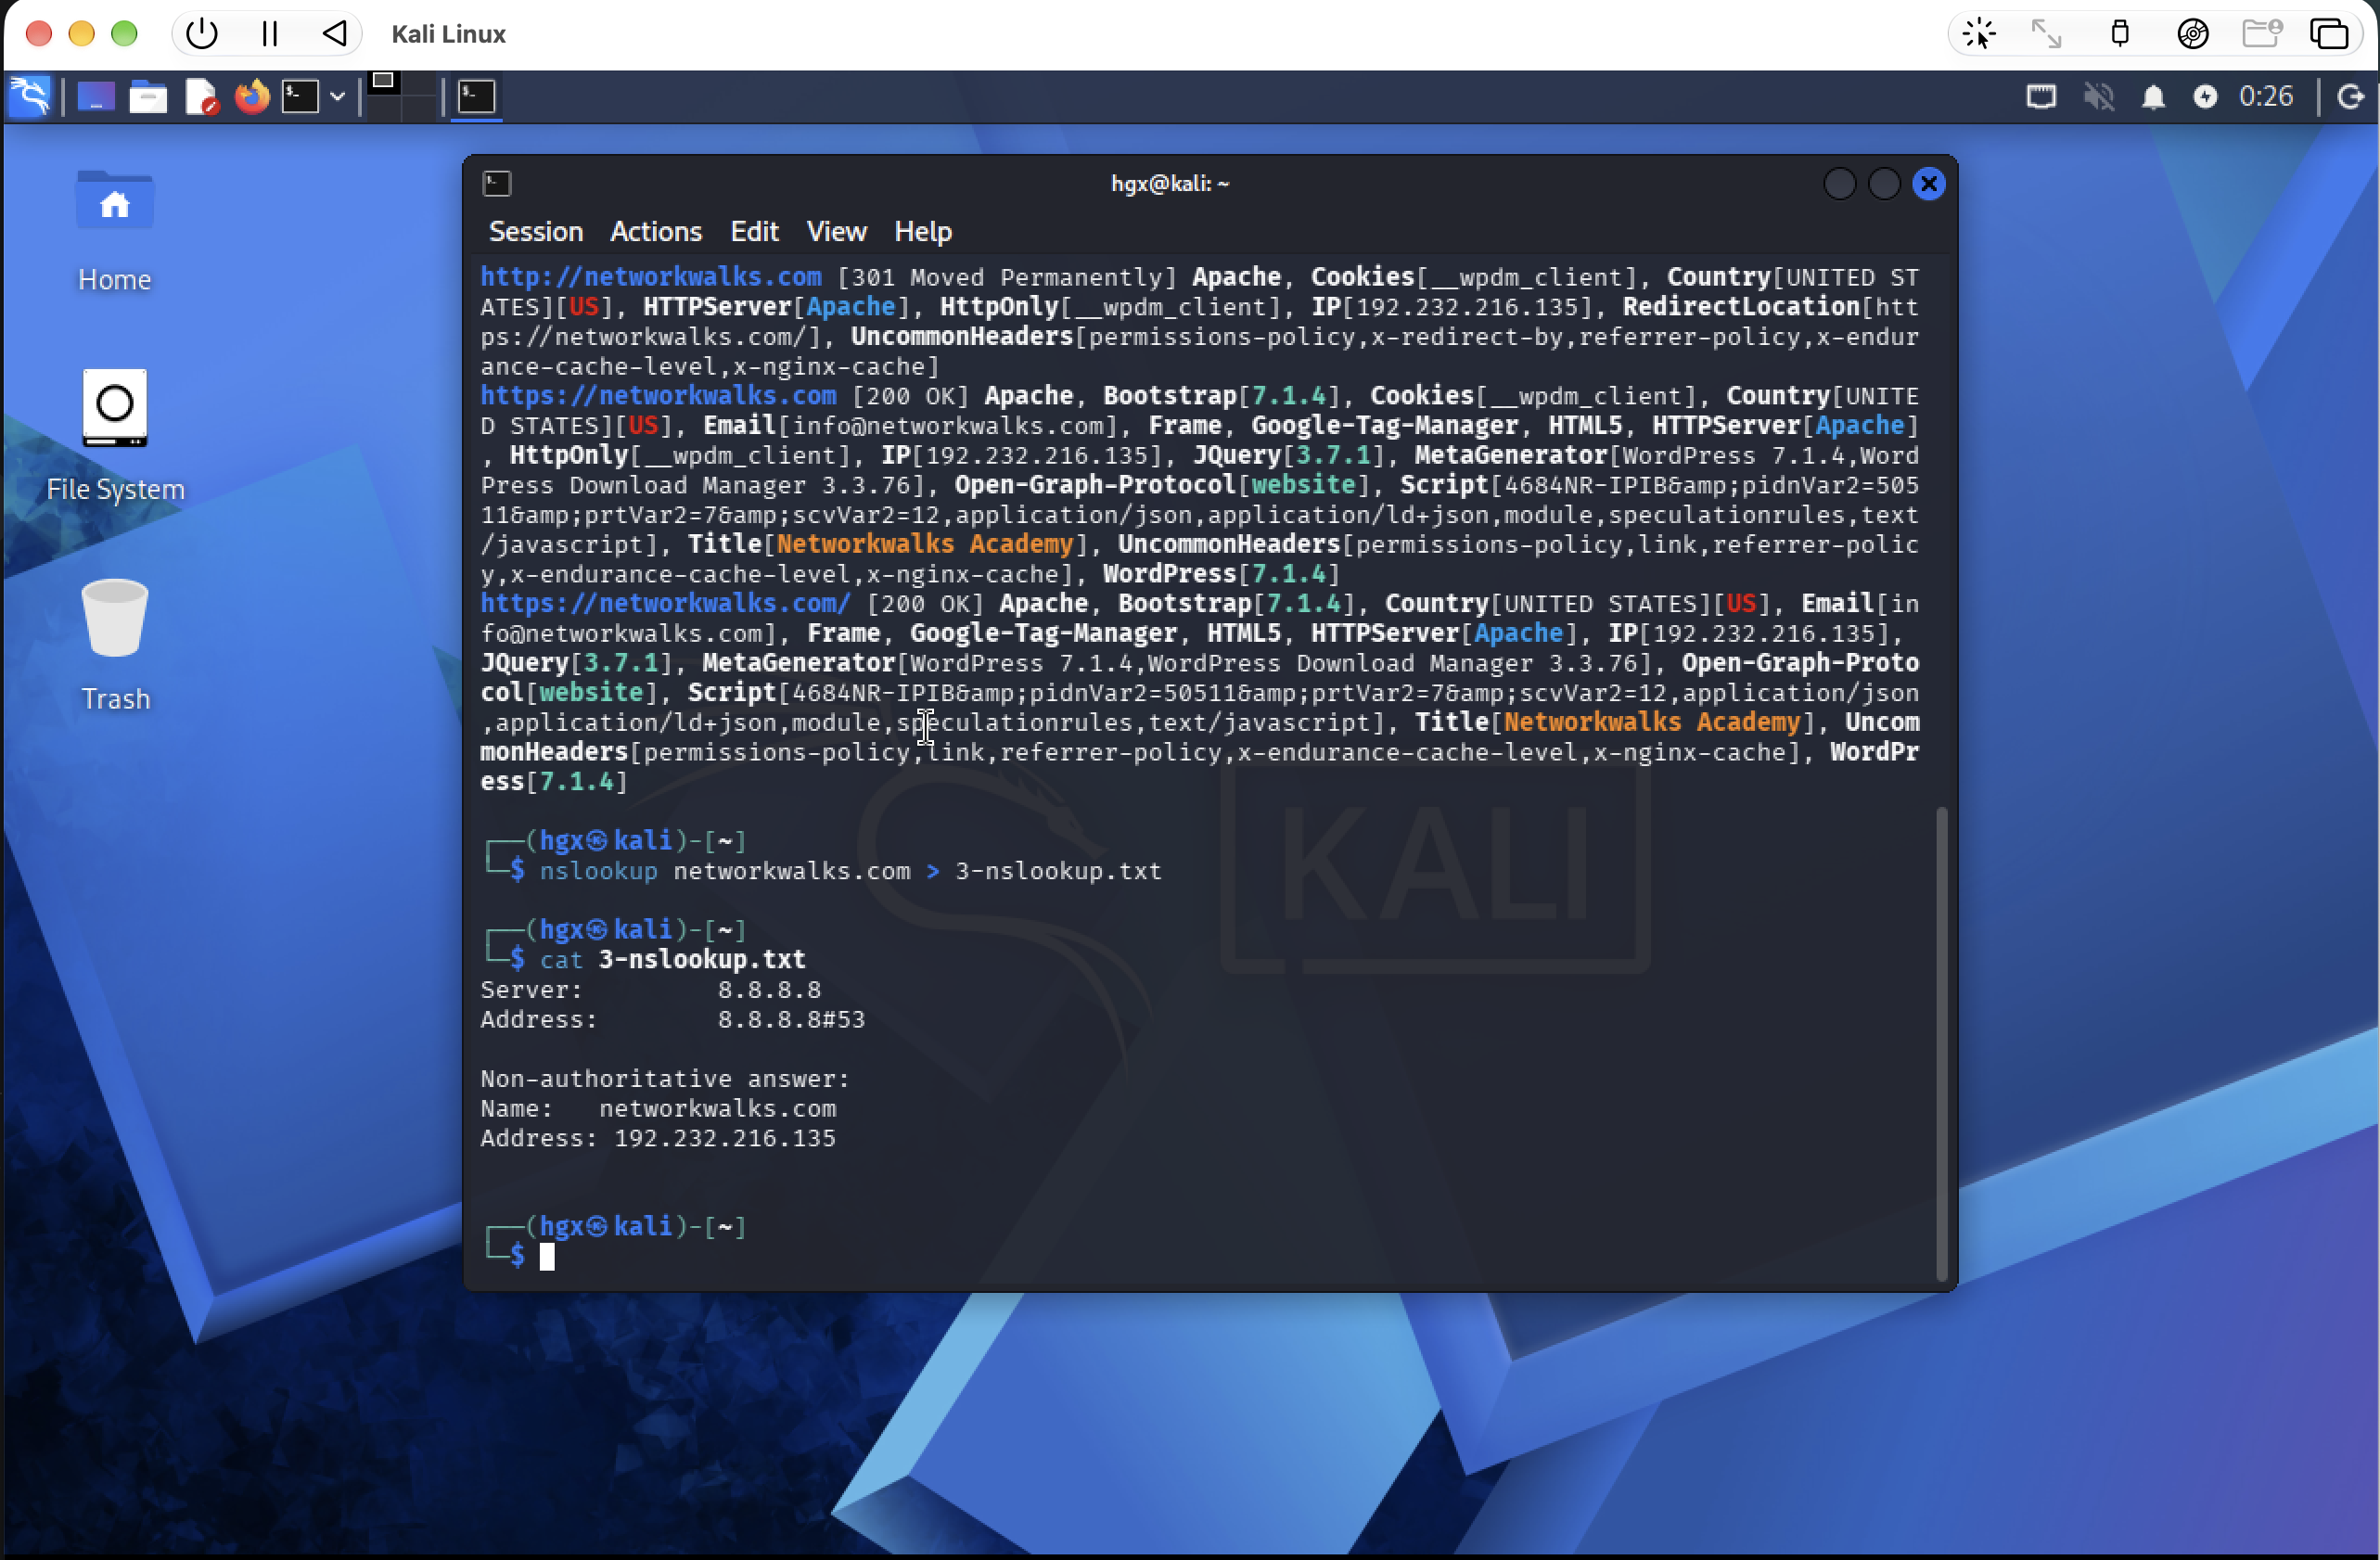 Kali Linux
0:26
Home
File System
Trash
hgx@kali: ~
Session Actions Edit View Help
http://networkwalks.com [301 Moved Permanently] Apache, Cookies[__wpdm_client], Country[UNITED ST
ATES][US], HTTPServer[Apache], HttpOnly[__wpdm_client], IP[192.232.216.135], RedirectLocation[htt
ps://networkwalks.com/], UncommonHeaders[permissions-policy,x-redirect-by,referrer-policy,x-endur
ance-cache-level,x-nginx-cache]
https://networkwalks.com [200 OK] Apache, Bootstrap[7.1.4], Cookies[__wpdm_client], Country[UNITE
D STATES][US], Email[info@networkwalks.com], Frame, Google-Tag-Manager, HTML5, HTTPServer[Apache]
, HttpOnly[__wpdm_client], IP[192.232.216.135], JQuery[3.7.1], MetaGenerator[WordPress 7.1.4,Word
Press Download Manager 3.3.76], Open-Graph-Protocol[website], Script[4684NR-IPIB&amp;pidnVar2=505
11&amp;prtVar2=7&amp;scvVar2=12,application/json,application/ld+json,module,speculationrules,text
/javascript], Title[Networkwalks Academy], UncommonHeaders[permissions-policy,link,referrer-polic
y,x-endurance-cache-level,x-nginx-cache], WordPress[7.1.4]
https://networkwalks.com/ [200 OK] Apache, Bootstrap[7.1.4], Country[UNITED STATES][US], Email[in
fo@networkwalks.com], Frame, Google-Tag-Manager, HTML5, HTTPServer[Apache], IP[192.232.216.135],
JQuery[3.7.1], MetaGenerator[WordPress 7.1.4,WordPress Download Manager 3.3.76], Open-Graph-Proto
col[website], Script[4684NR-IPIB&amp;pidnVar2=50511&amp;prtVar2=7&amp;scvVar2=12,application/json
,application/ld+json,module,speculationrules,text/javascript], Title[Networkwalks Academy], Uncom
monHeaders[permissions-policy,link,referrer-policy,x-endurance-cache-level,x-nginx-cache], WordPr
ess[7.1.4]
┌──(hgx㉿kali)-[~]
└─$ nslookup networkwalks.com > 3-nslookup.txt
┌──(hgx㉿kali)-[~]
└─$ cat 3-nslookup.txt
Server: 8.8.8.8
Address: 8.8.8.8#53
Non-authoritative answer:
Name: networkwalks.com
Address: 192.232.216.135
┌──(hgx㉿kali)-[~]
└─$
KALI